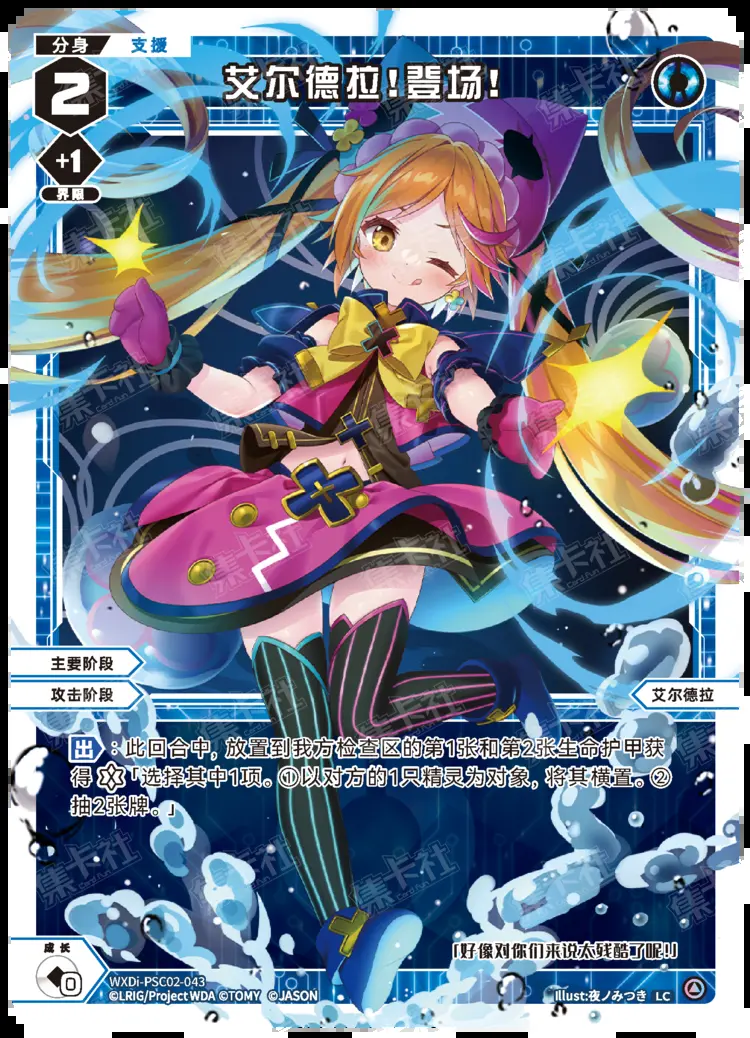 分身 支援
2
艾尔德拉!登场!
+1
界限
主要阶段
攻击阶段
艾尔德拉
出:此回合中,放置到我方检查区的第1张和第2张生命护甲获
得 「选择其中1项。①以对方的1只精灵为对象,将其横置。②
抽2张牌。」
「好像对你们来说太残酷了呢!」
成长
0
WXDi-PSC02-043
©LRIG/Project WDA ©TOMY ©JASON
Illust:夜ノみつき LC
集卡社
Card Fun